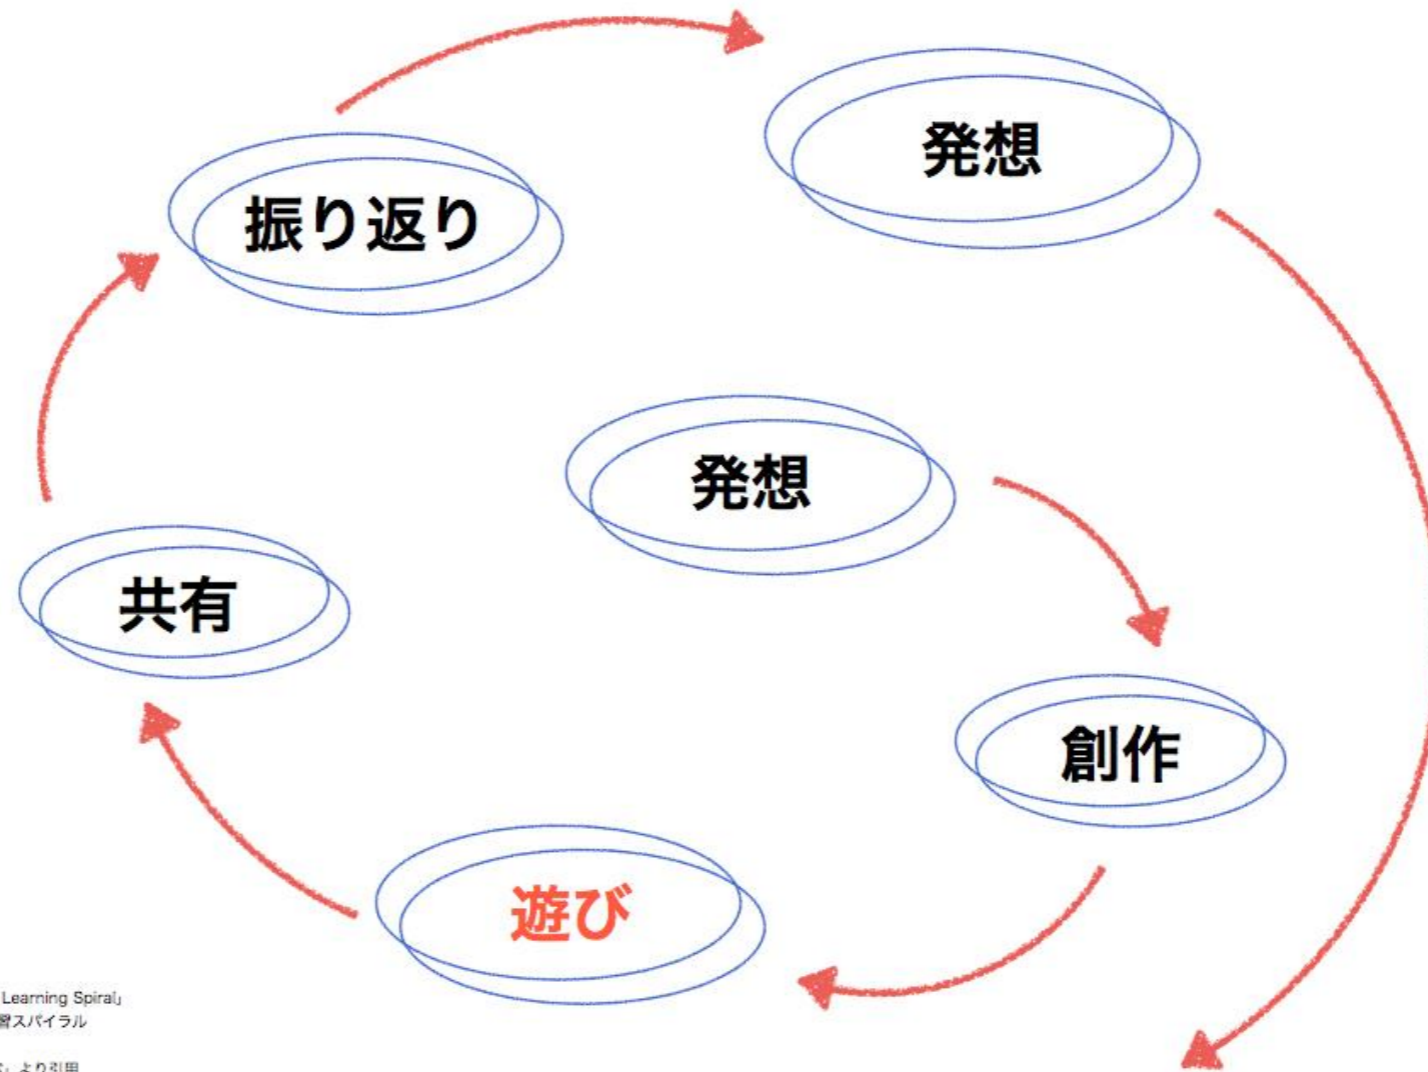 発想
創作
遊び
共有
振り返り
発想
Learning Spiral」
習スパイラル
より引用